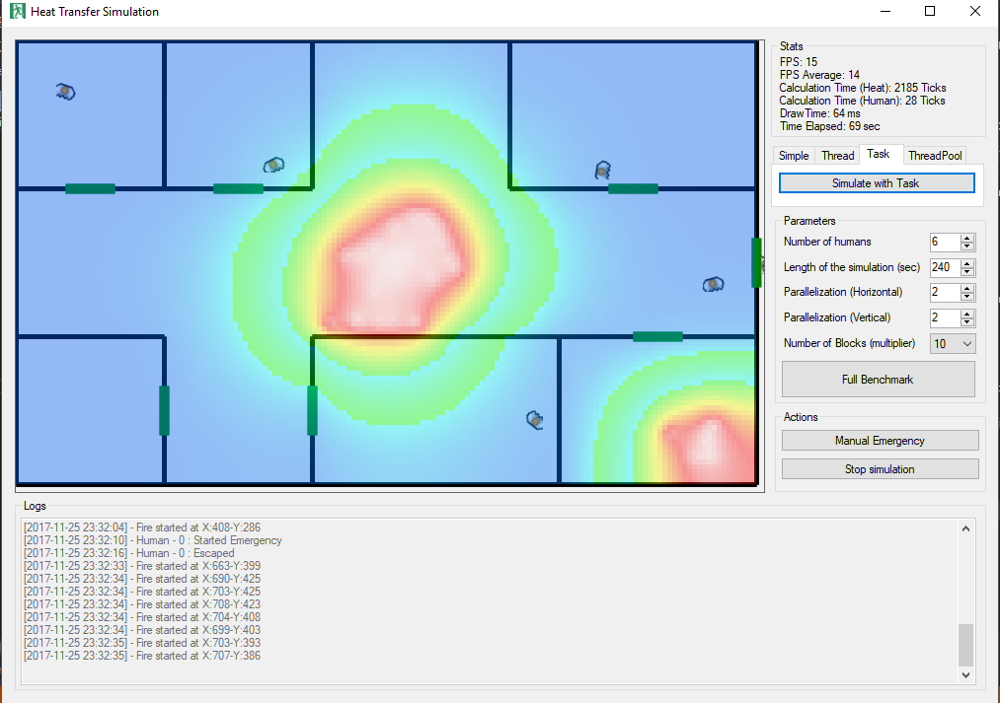 Heat Transfer Simulation
Stats
FPS: 15
FPS Average: 14
Calculation Time (Heat): 2185 Ticks
Calculation Time (Human): 28 Ticks
DrawTime: 64 ms
Time Elapsed: 69 sec
Simple Thread Task ThreadPool
Simulate with Task
Parameters
Number of humans 6
Length of the simulation (sec) 240
Parallelization (Horizontal) 2
Parallelization (Vertical) 2
Number of Blocks (multiplier) 10
Full Benchmark
Actions
Manual Emergency
Stop simulation
Logs
[2017-11-25 23:32:04] - Fire started at X:408-Y:286
[2017-11-25 23:32:10] - Human - 0 : Started Emergency
[2017-11-25 23:32:16] - Human - 0 : Escaped
[2017-11-25 23:32:33] - Fire started at X:663-Y:399
[2017-11-25 23:32:34] - Fire started at X:690-Y:425
[2017-11-25 23:32:34] - Fire started at X:703-Y:425
[2017-11-25 23:32:34] - Fire started at X:708-Y:423
[2017-11-25 23:32:34] - Fire started at X:704-Y:408
[2017-11-25 23:32:34] - Fire started at X:699-Y:403
[2017-11-25 23:32:35] - Fire started at X:703-Y:393
[2017-11-25 23:32:35] - Fire started at X:707-Y:386